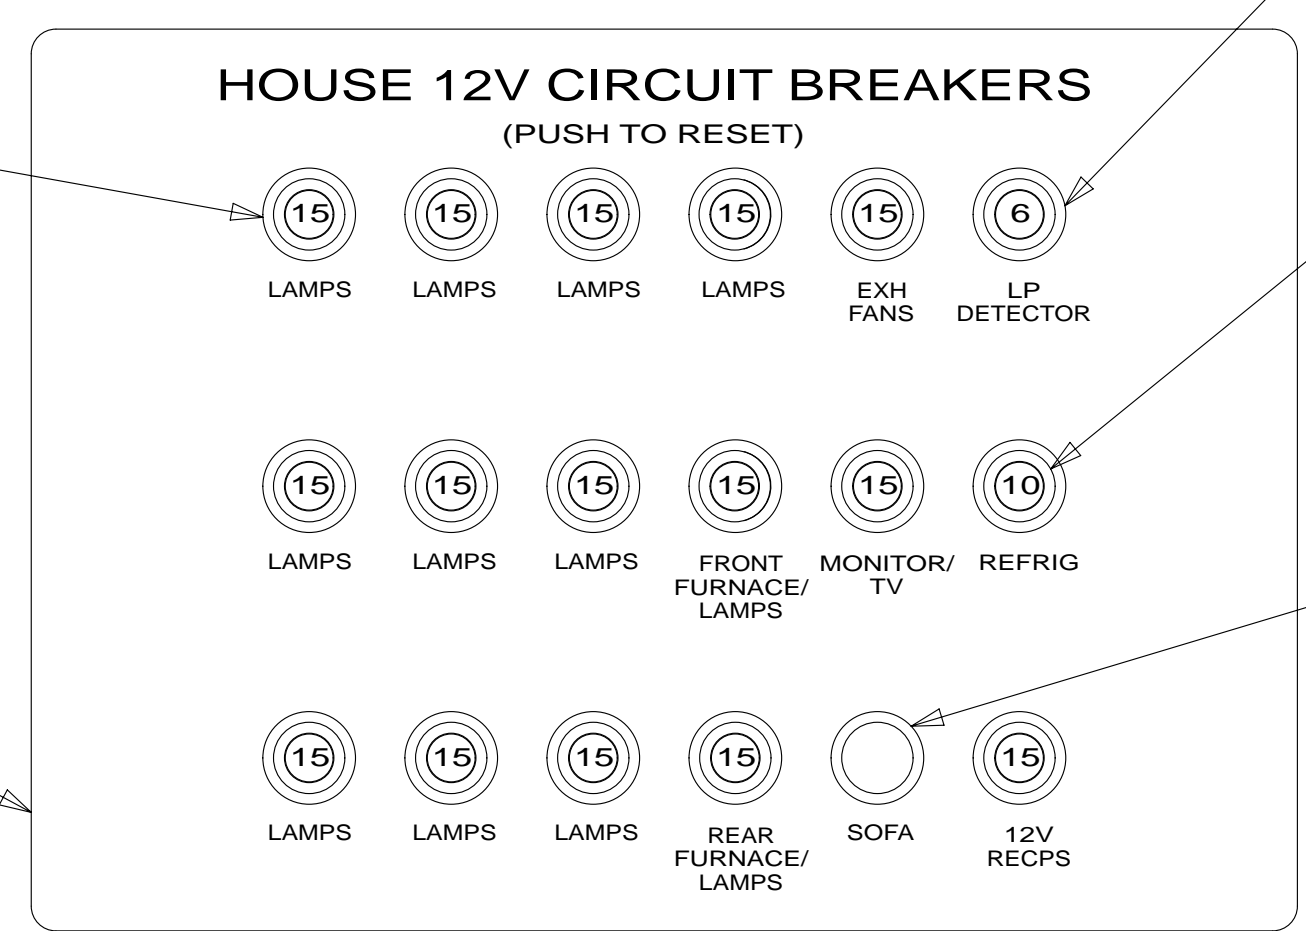 HOUSE 12V CIRCUIT BREAKERS
(PUSH TO RESET)
15 15 15 15 15 6
LAMPS LAMPS LAMPS LAMPS EXH LP
FANS DETECTOR
15 15 15 15 15 10
LAMPS LAMPS LAMPS FRONT MONITOR/ REFRIG
FURNACE/ TV
LAMPS
15 15 15 15 15
LAMPS LAMPS LAMPS REAR SOFA 12V
FURNACE/ RECPS
LAMPS